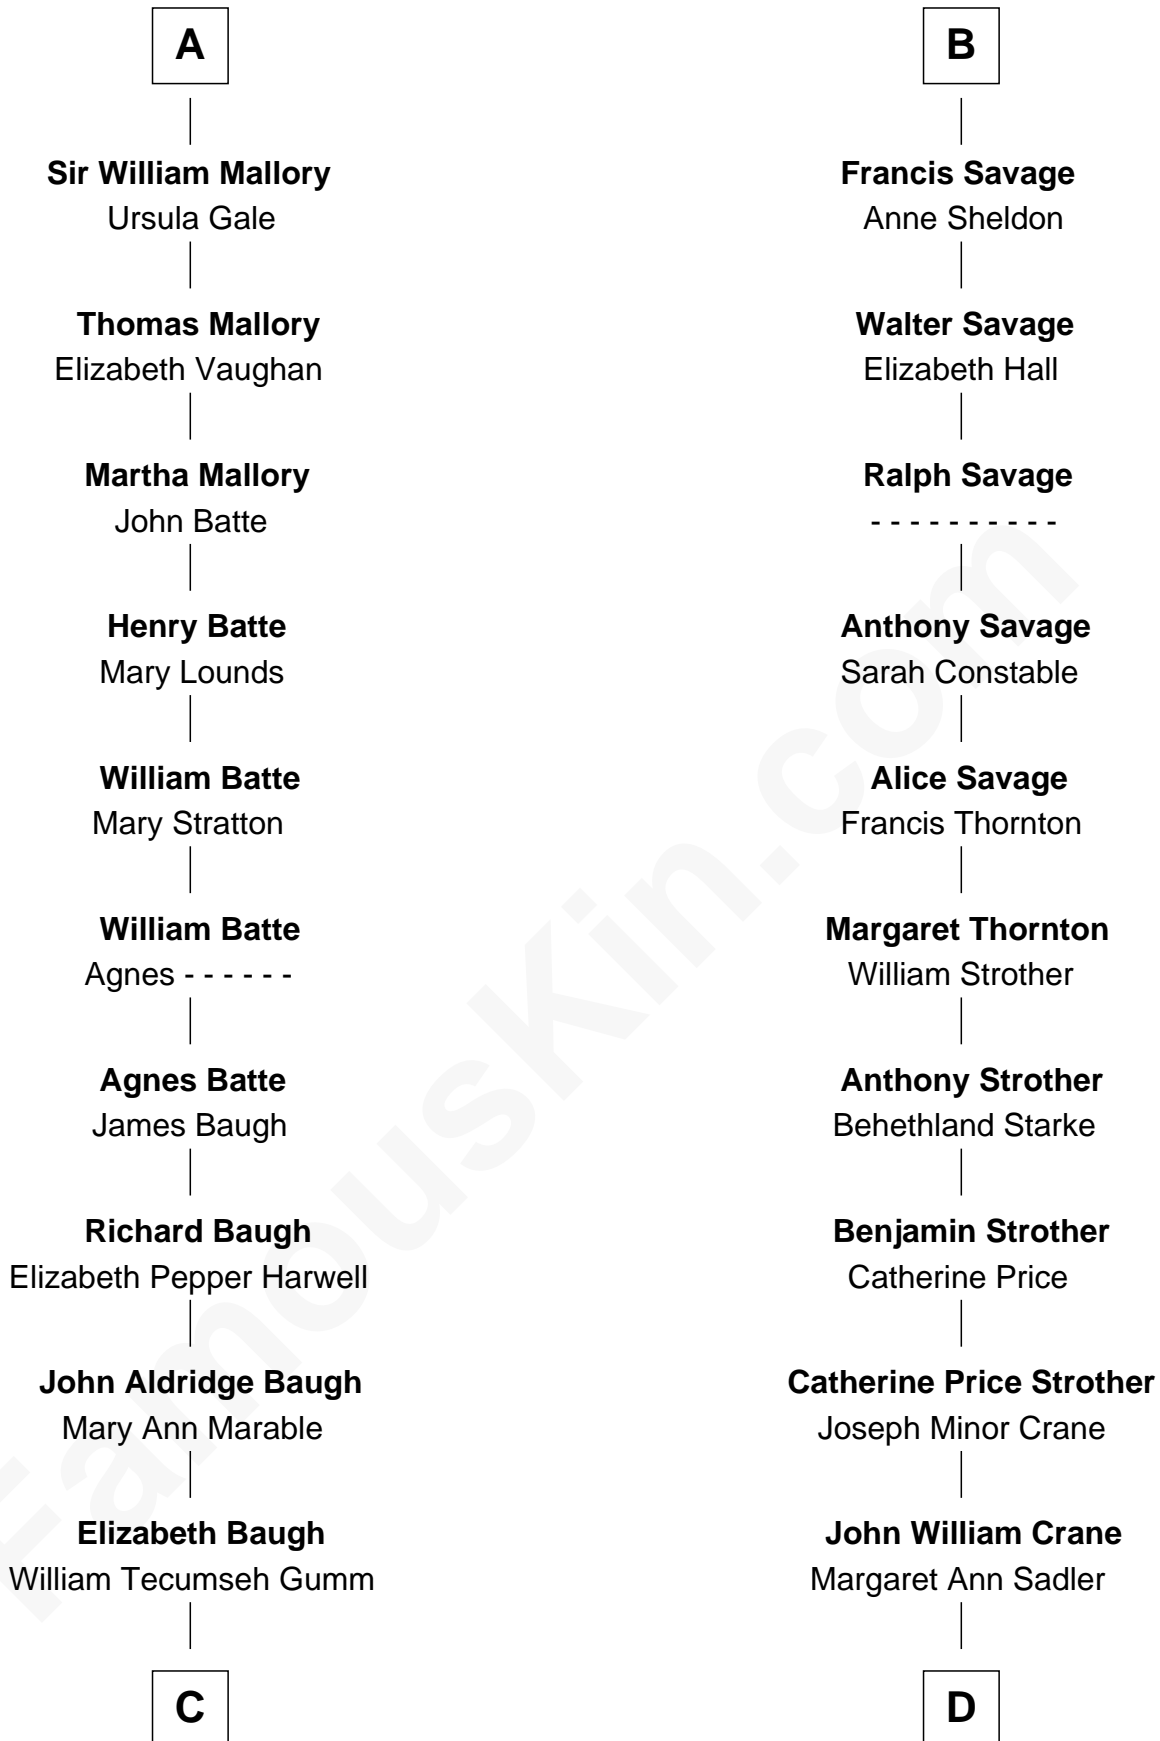 A
Sir William Mallory
Ursula Gale
Thomas Mallory
Elizabeth Vaughan
Martha Mallory
John Batte
Henry Batte
Mary Lounds
William Batte
Mary Stratton
William Batte
Agnes - - - - - -
Agnes Batte
James Baugh
Richard Baugh
Elizabeth Pepper Harwell
John Aldridge Baugh
Mary Ann Marable
Elizabeth Baugh
William Tecumseh Gumm
C
B
Francis Savage
Anne Sheldon
Walter Savage
Elizabeth Hall
Ralph Savage
- - - - - - - - - -
Anthony Savage
Sarah Constable
Alice Savage
Francis Thornton
Margaret Thornton
William Strother
Anthony Strother
Behethland Starke
Benjamin Strother
Catherine Price
Catherine Price Strother
Joseph Minor Crane
John William Crane
Margaret Ann Sadler
D
FamousKin.com